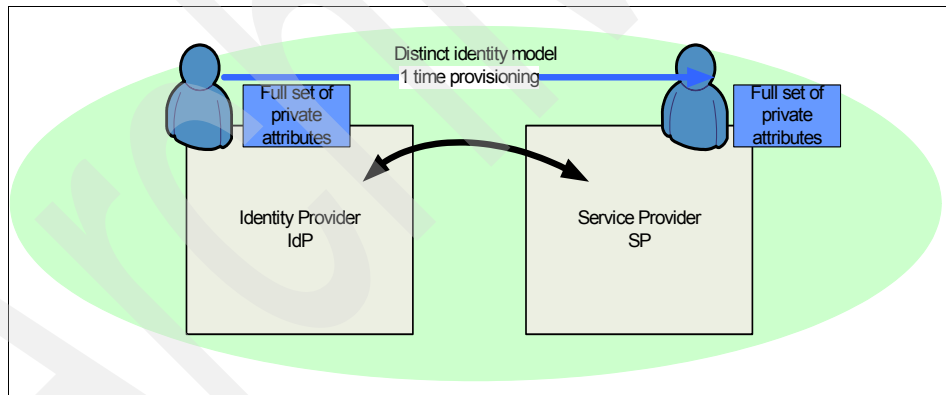 Distinct identity model
1 time provisioning
Full set of
private
attributes
Full set of
private
attributes
Identity Provider
IdP
Service Provider
SP